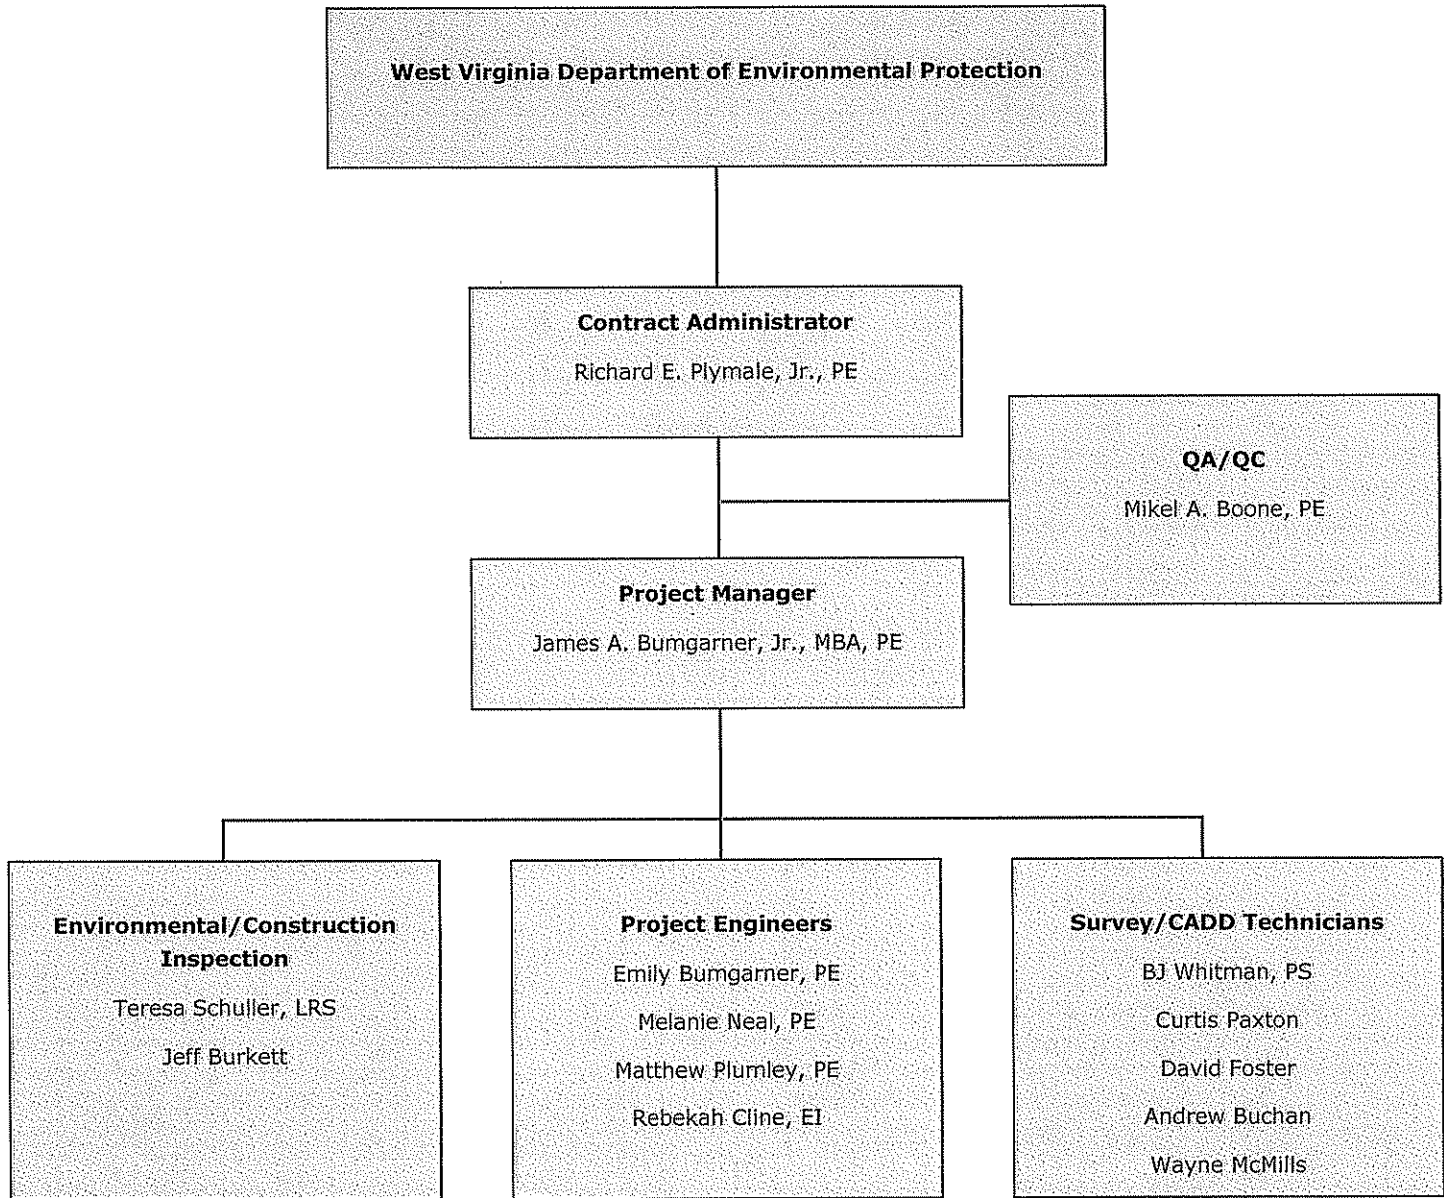 West Virginia Department of Environmental Protection
Contract Administrator
Richard E. Plymale, Jr., PE
QA/QC
Mikel A. Boone, PE
Project Manager
James A. Bumgarner, Jr., MBA, PE
Environmental/Construction
Inspection
Teresa Schuller, LRS
Jeff Burkett
Project Engineers
Emily Bumgarner, PE
Melanie Neal, PE
Matthew Plumley, PE
Rebekah Cline, EI
Survey/CADD Technicians
BJ Whitman, PS
Curtis Paxton
David Foster
Andrew Buchan
Wayne McMills